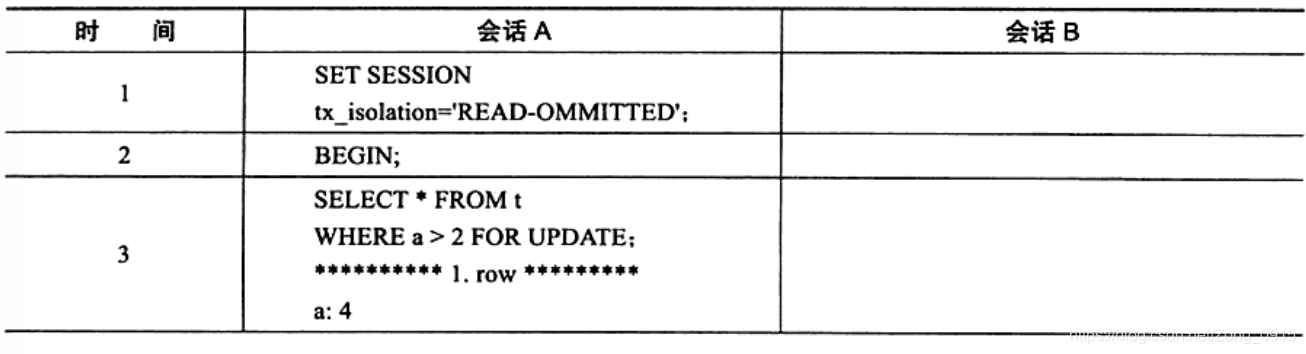 时 间 会话 A 会话 B
1 SET SESSION
tx_isolation='READ-OMMITTED';
2 BEGIN;
3 SELECT * FROM t
WHERE a > 2 FOR UPDATE;
********** 1. row *********
a: 4
https://blog.csdn.net/Zong_0915